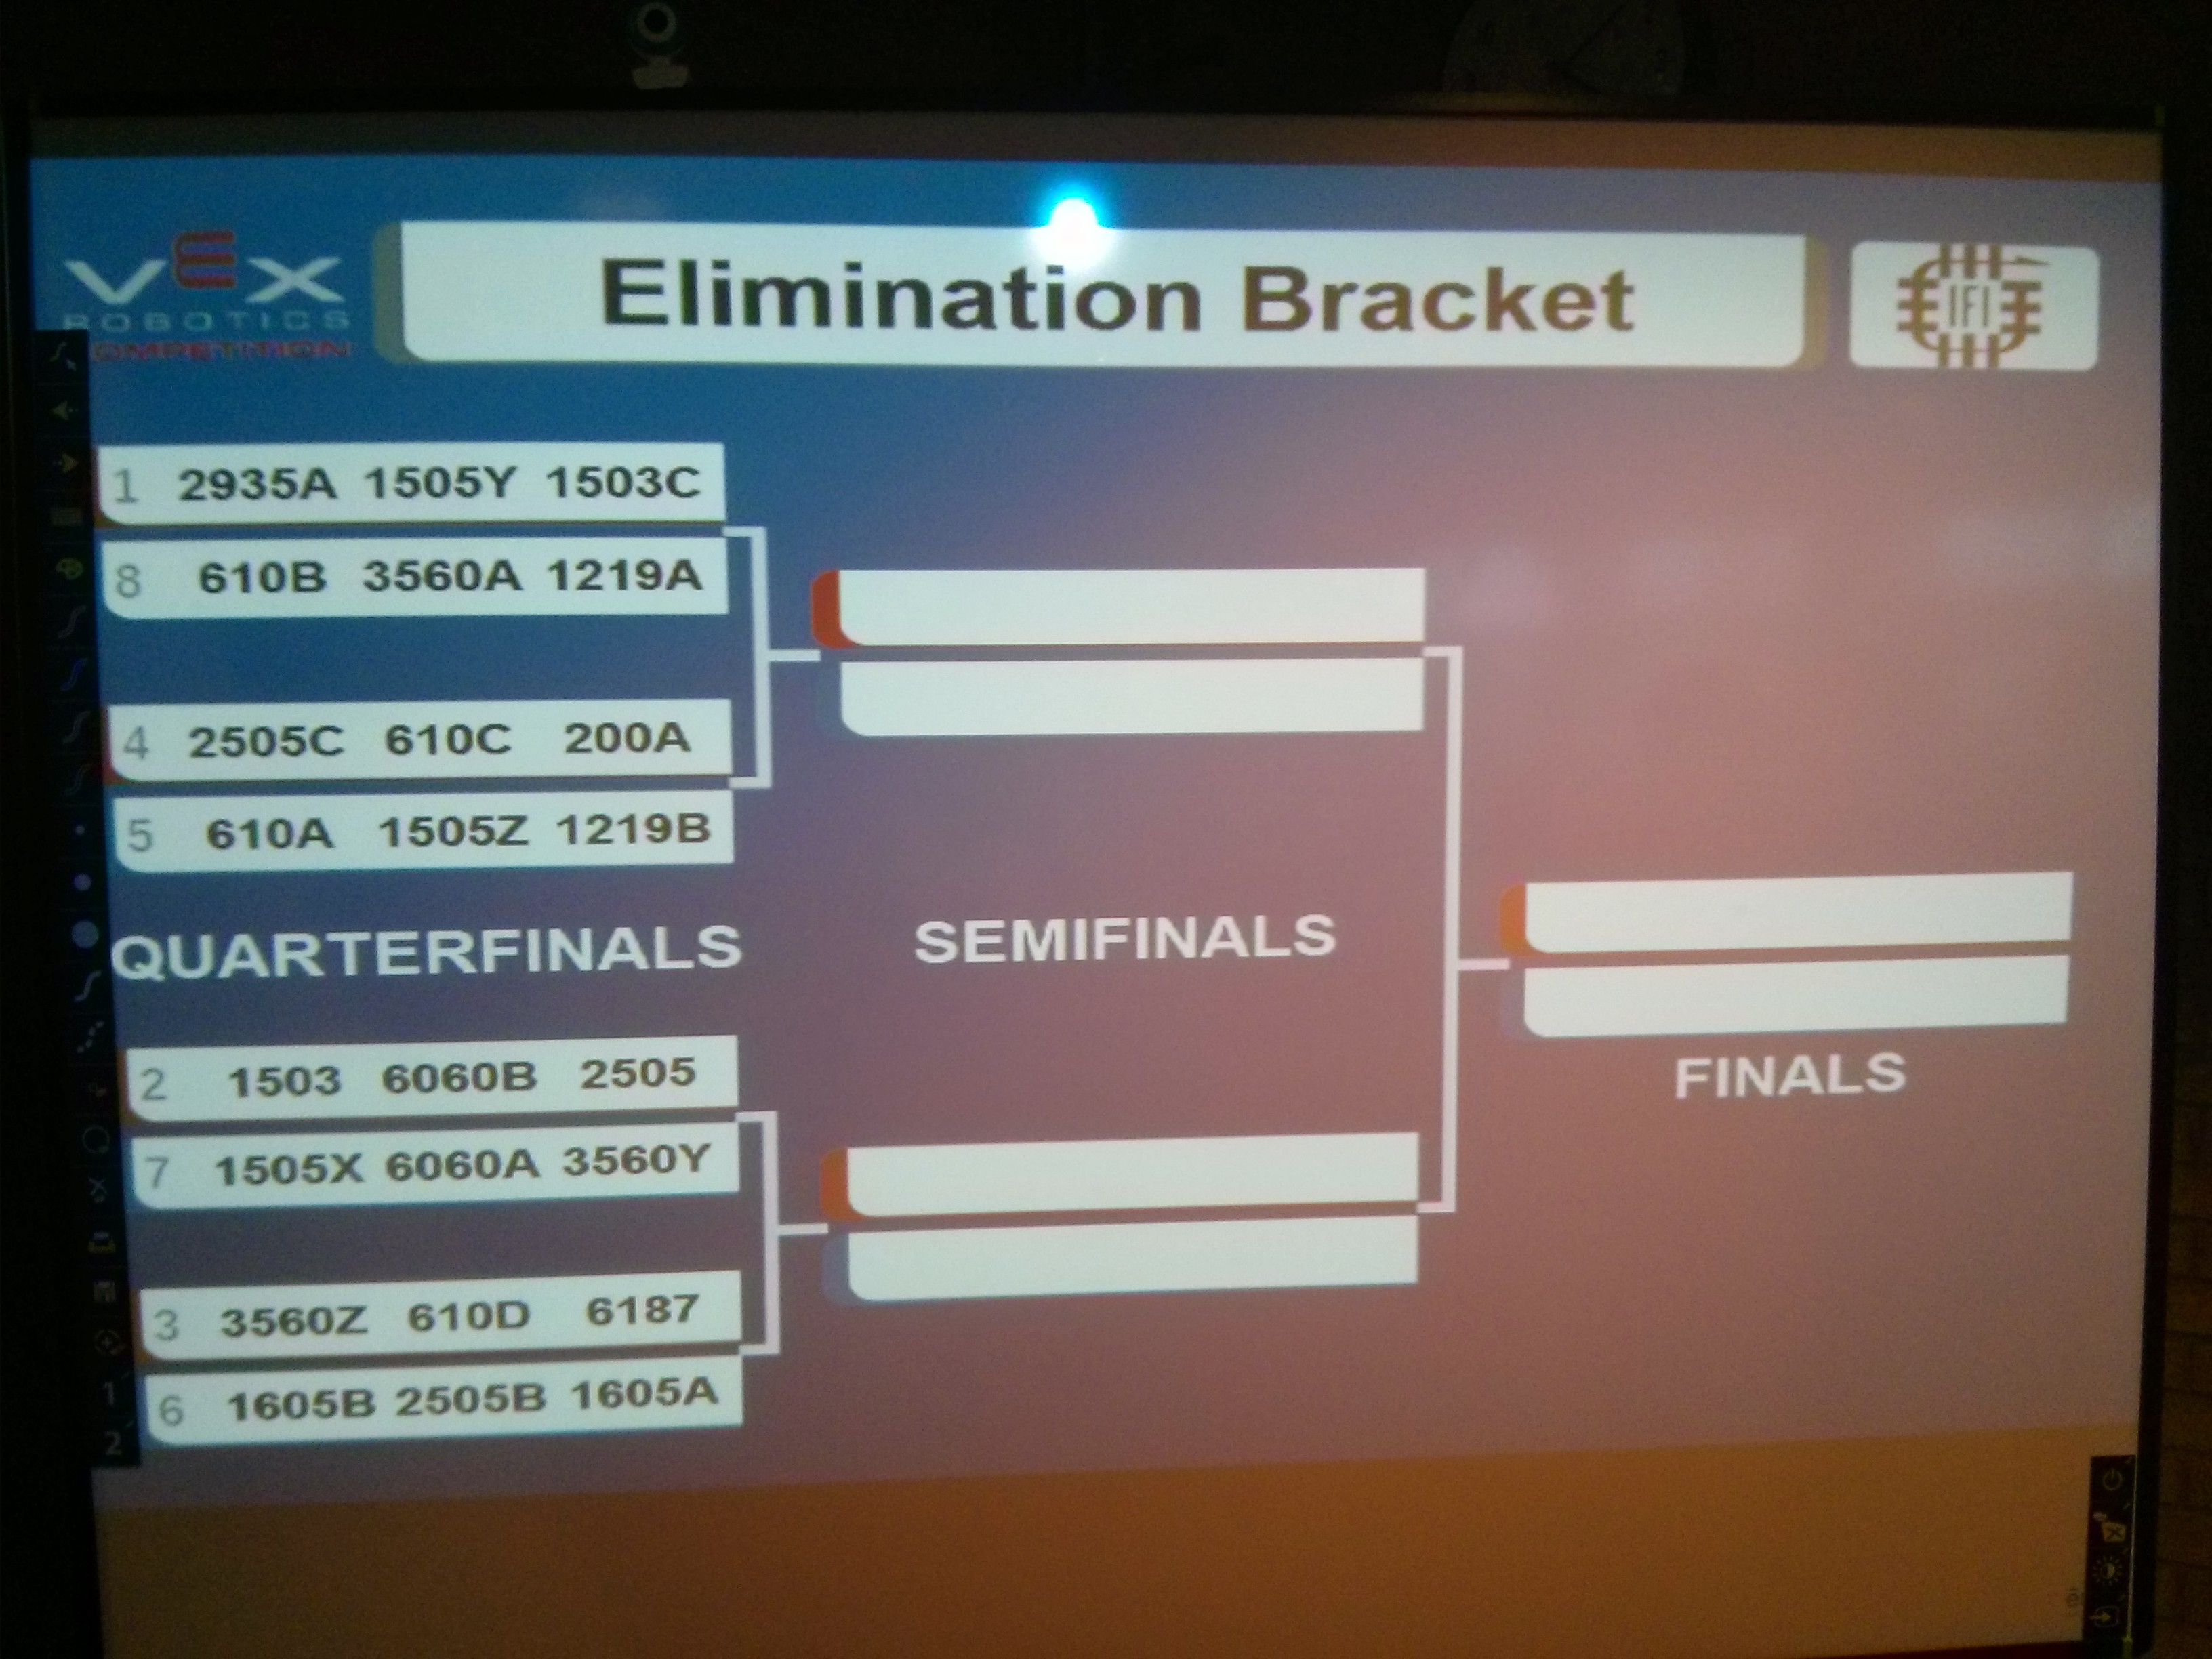 VEX
ROBOTICS
COMPETITION
Elimination Bracket
IFI
1 2935A 1505Y 1503C
8 610B 3560A 1219A
4 2505C 610C 200A
5 610A 1505Z 1219B
QUARTERFINALS
SEMIFINALS
FINALS
2 1503 6060B 2505
7 1505X 6060A 3560Y
3 3560Z 610D 6187
6 1605B 2505B 1605A
1
2